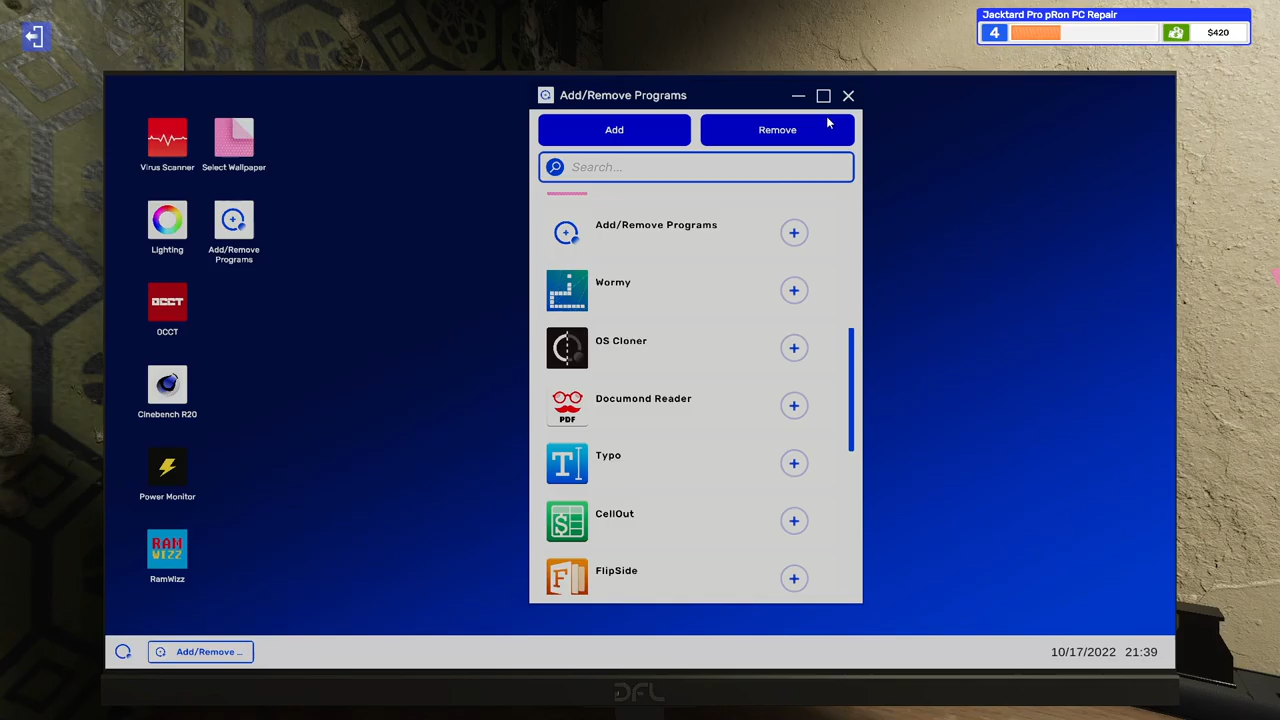 Jacktard Pro pRon PC Repair
4
$420
Add/Remove Programs
Add
Remove
Search...
Virus Scanner
Select Wallpaper
Lighting
Add/Remove
Programs
OCCT
OCCT
Cinebench R20
Power Monitor
RAM
WIZZ
RamWizz
Add/Remove Programs
Wormy
OS Cloner
Documond Reader
PDF
Typo
CellOut
FlipSide
Add/Remove ...
10/17/2022 21:39
DFL